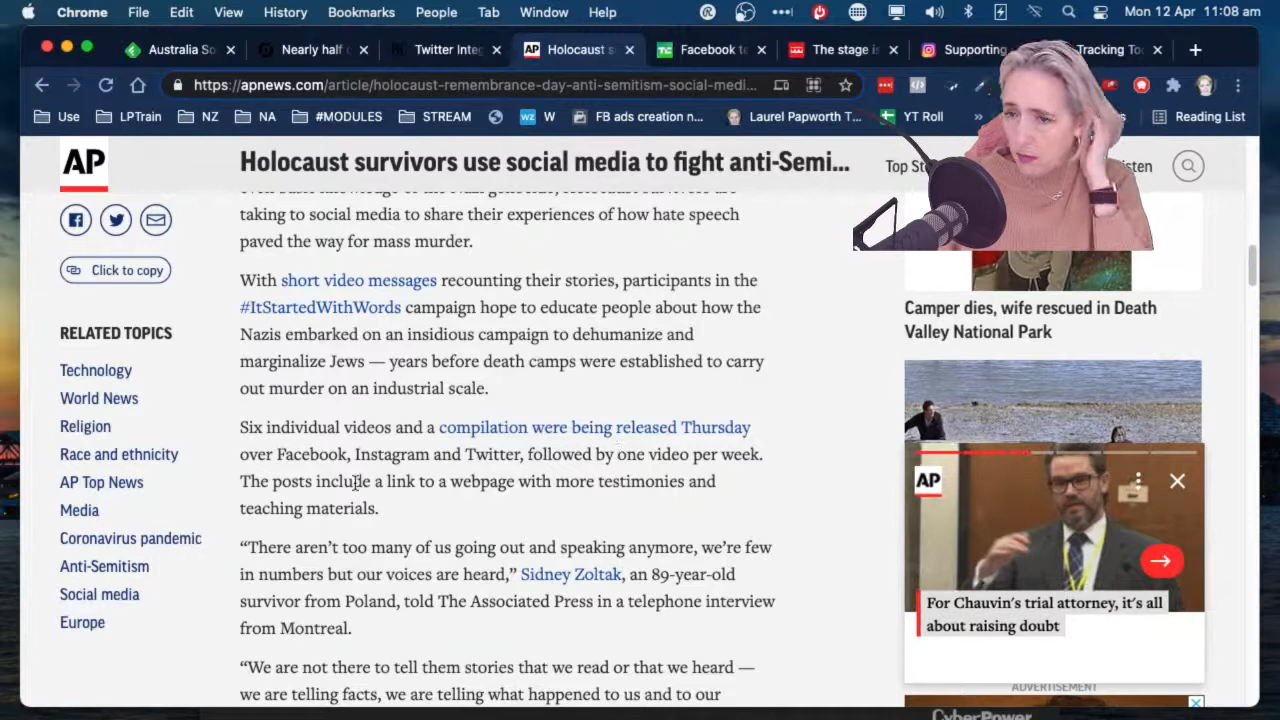 Chrome File Edit View History Bookmarks People Tab Window Help Mon 12 Apr 11:08 am
Australia So Nearly half Twitter Inte AP Holocaust s TC Facebook te The stage is Supporting Tracking To
https://apnews.com/article/holocaust-remembrance-day-anti-semitism-social-medi...
Use LPTrain NZ NA #MODULES STREAM WZ W FB ads creation n... Laurel Papworth T... YT Roll » Reading List
AP
Holocaust survivors use social media to fight anti-Semi...
Top St
isten
taking to social media to share their experiences of how hate speech
paved the way for mass murder.
Click to copy
With short video messages recounting their stories, participants in the
#ItStartedWithWords campaign hope to educate people about how the
Nazis embarked on an insidious campaign to dehumanize and
marginalize Jews — years before death camps were established to carry
out murder on an industrial scale.
Six individual videos and a compilation were being released Thursday
over Facebook, Instagram and Twitter, followed by one video per week.
The posts include a link to a webpage with more testimonies and
teaching materials.
“There aren’t too many of us going out and speaking anymore, we’re few
in numbers but our voices are heard,” Sidney Zoltak, an 89-year-old
survivor from Poland, told The Associated Press in a telephone interview
from Montreal.
“We are not there to tell them stories that we read or that we heard —
we are telling facts, we are telling what happened to us and to our
RELATED TOPICS
Technology
World News
Religion
Race and ethnicity
AP Top News
Media
Coronavirus pandemic
Anti-Semitism
Social media
Europe
Camper dies, wife rescued in Death
Valley National Park
AP
For Chauvin's trial attorney, it's all
about raising doubt
ADVERTISEMENT
CyberPower